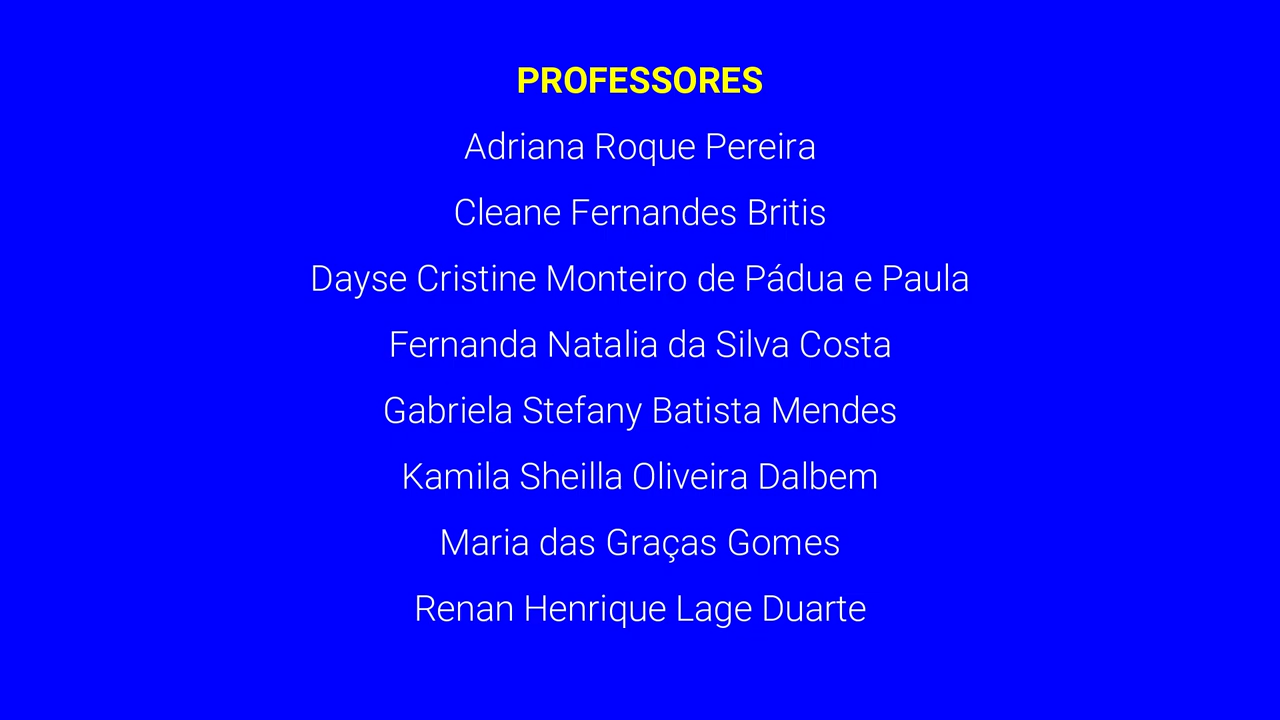 PROFESSORES
Adriana Roque Pereira
Cleane Fernandes Britis
Dayse Cristine Monteiro de Pádua e Paula
Fernanda Natalia da Silva Costa
Gabriela Stefany Batista Mendes
Kamila Sheilla Oliveira Dalbem
Maria das Graças Gomes
Renan Henrique Lage Duarte